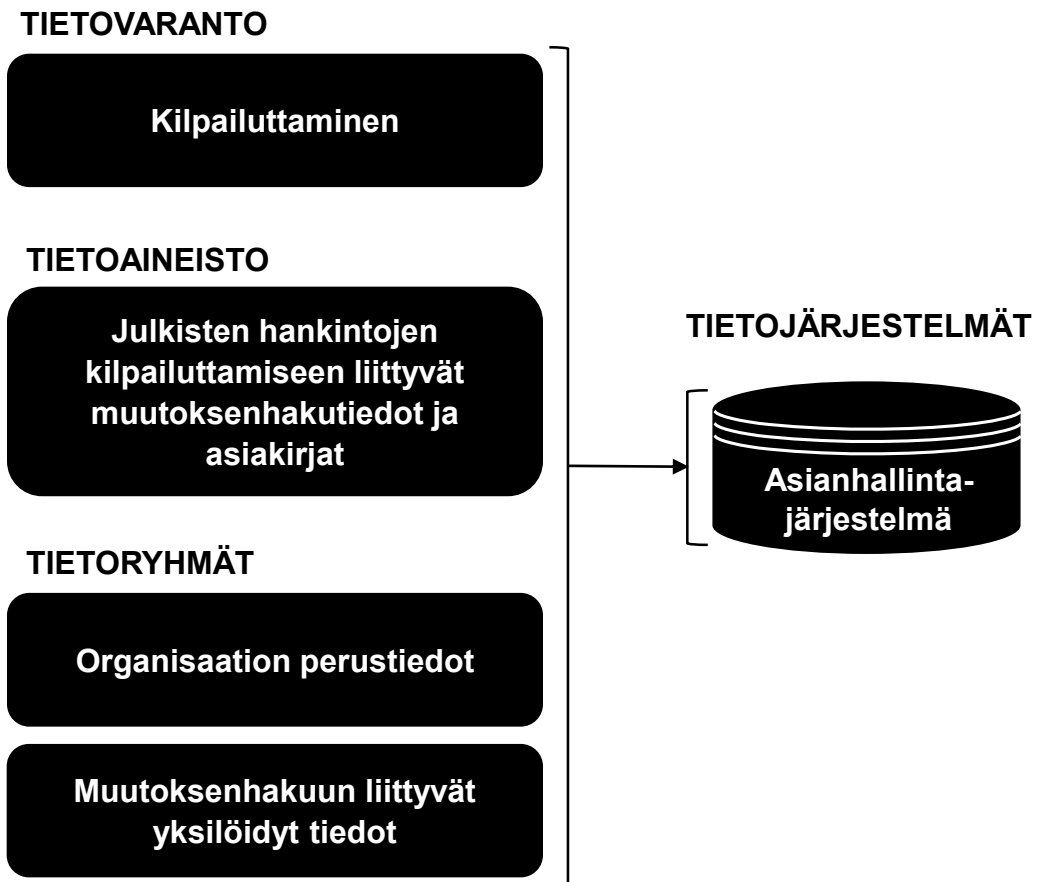 TIETOVARANTO
Kilpailuttaminen
TIETOAINEISTO
Julkisten hankintojen
kilpailuttamiseen liittyvät
muutoksenhakutiedot ja
asiakirjat
TIETORYHMÄT
Organisaation perustiedot
Muutoksenhakuun liittyvät
yksilöidyt tiedot
TIETOJÄRJESTELMÄT
Asianhallinta-
järjestelmä